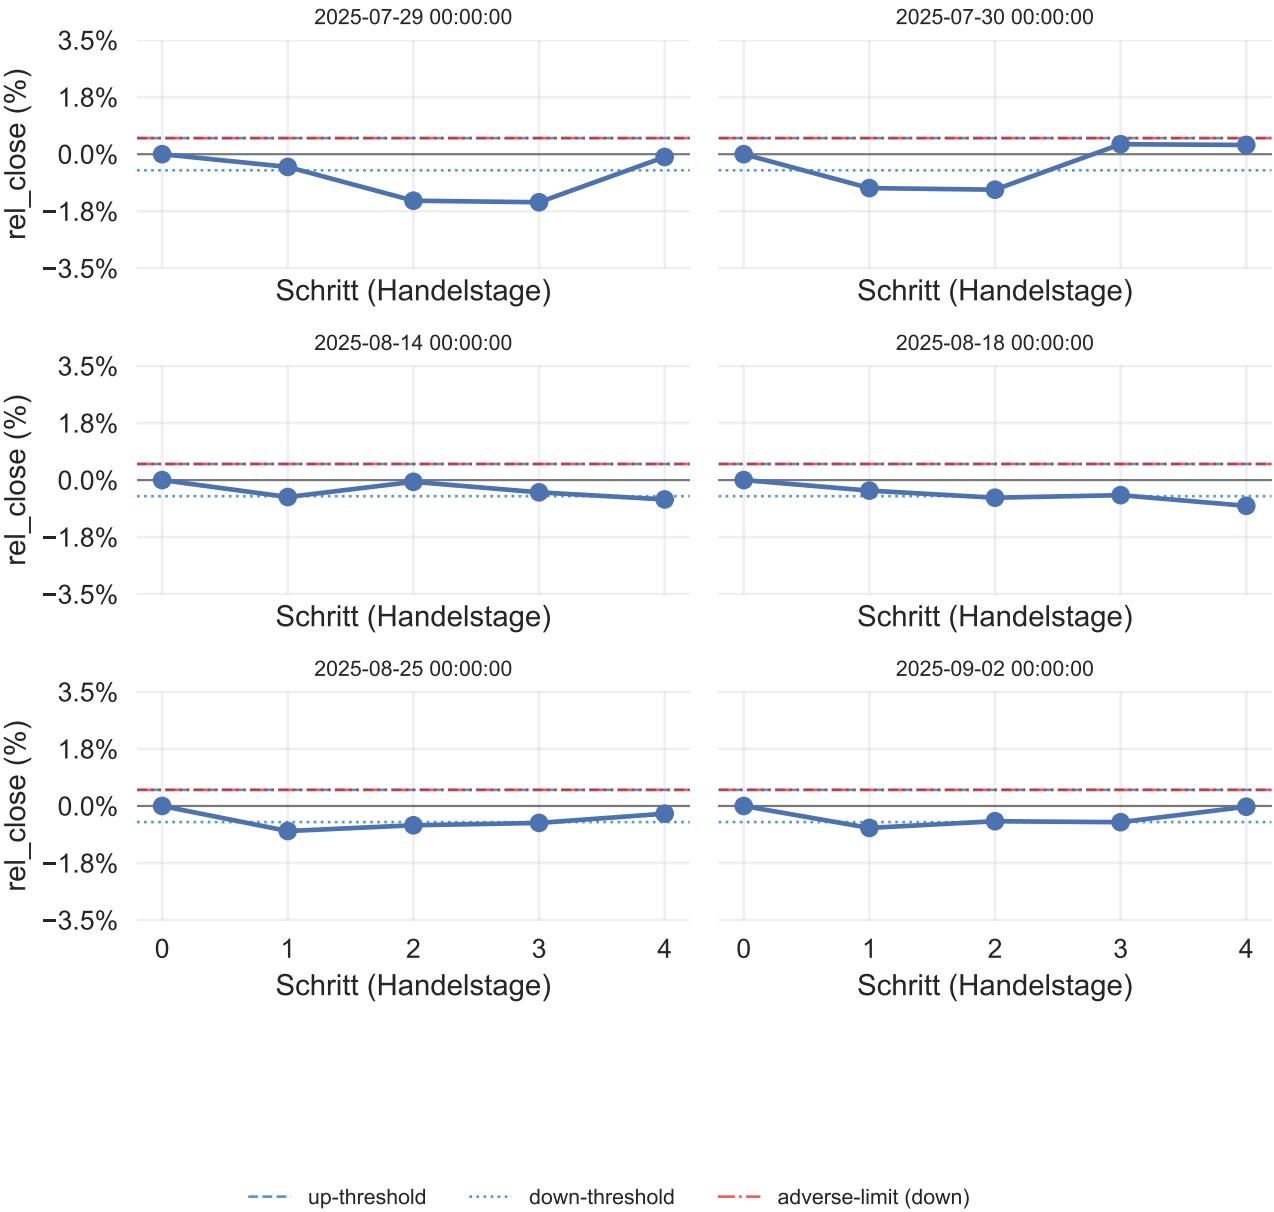 2025-07-29 00:00:00
2025-07-30 00:00:00
3.5%
1.8%
0.0%
−1.8%
−3.5%
rel_close (%)
Schritt (Handelstage)
Schritt (Handelstage)
2025-08-14 00:00:00
2025-08-18 00:00:00
3.5%
1.8%
0.0%
−1.8%
−3.5%
rel_close (%)
Schritt (Handelstage)
Schritt (Handelstage)
2025-08-25 00:00:00
2025-09-02 00:00:00
3.5%
1.8%
0.0%
−1.8%
−3.5%
rel_close (%)
0 1 2 3 4
0 1 2 3 4
Schritt (Handelstage)
Schritt (Handelstage)
up-threshold down-threshold adverse-limit (down)